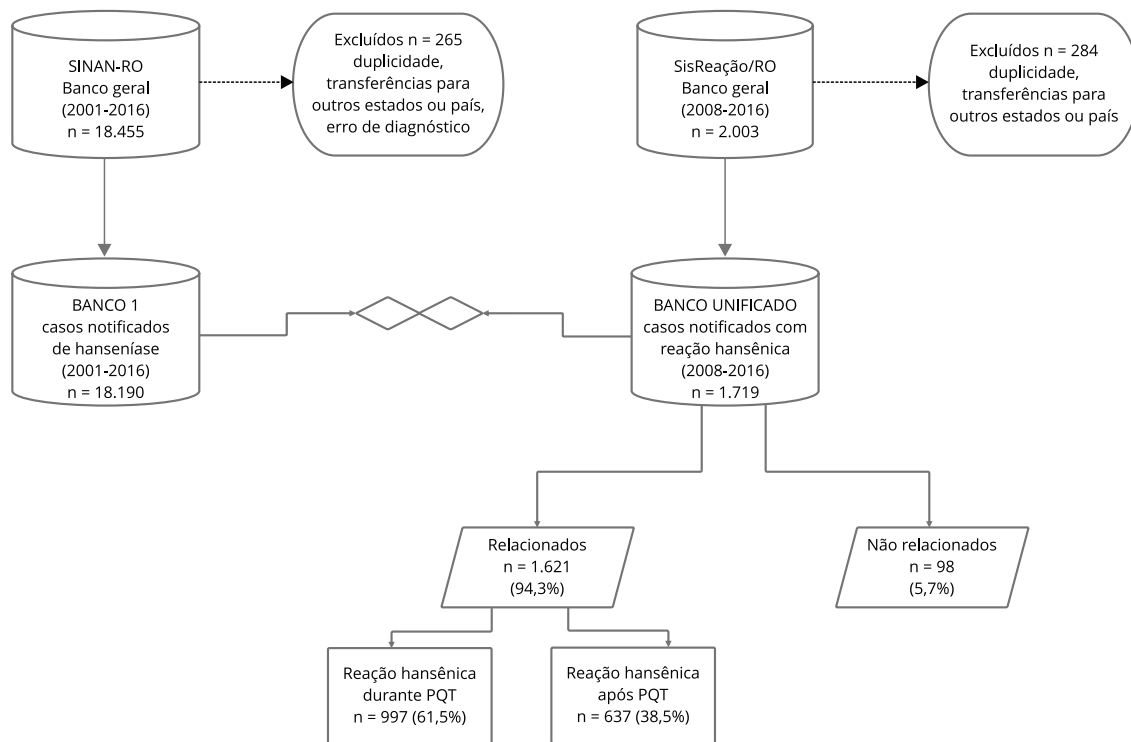 SINAN-RO
Banco geral
(2001-2016)
n = 18.455
Excluídos n = 265
duplicidade,
transferências para
outros estados ou país,
erro de diagnóstico
SisReação/RO
Banco geral
(2008-2016)
n = 2.003
Excluídos n = 284
duplicidade,
transferências para
outros estados ou país
BANCO 1
casos notificados
de hanseníase
(2001-2016)
n = 18.190
BANCO UNIFICADO
casos notificados com
reação hansênica
(2008-2016)
n = 1.719
Relacionados
n = 1.621
(94,3%)
Não relacionados
n = 98
(5,7%)
Reação hansênica
durante PQT
n = 997 (61,5%)
Reação hansênica
após PQT
n = 637 (38,5%)